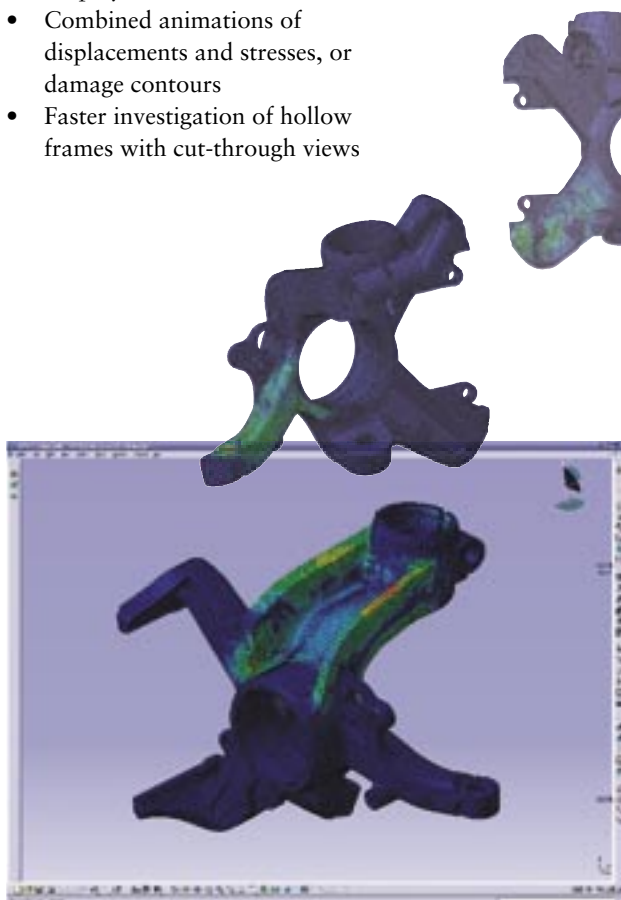 • Combined animations of
displacements and stresses, or
damage contours
• Faster investigation of hollow
frames with cut-through views